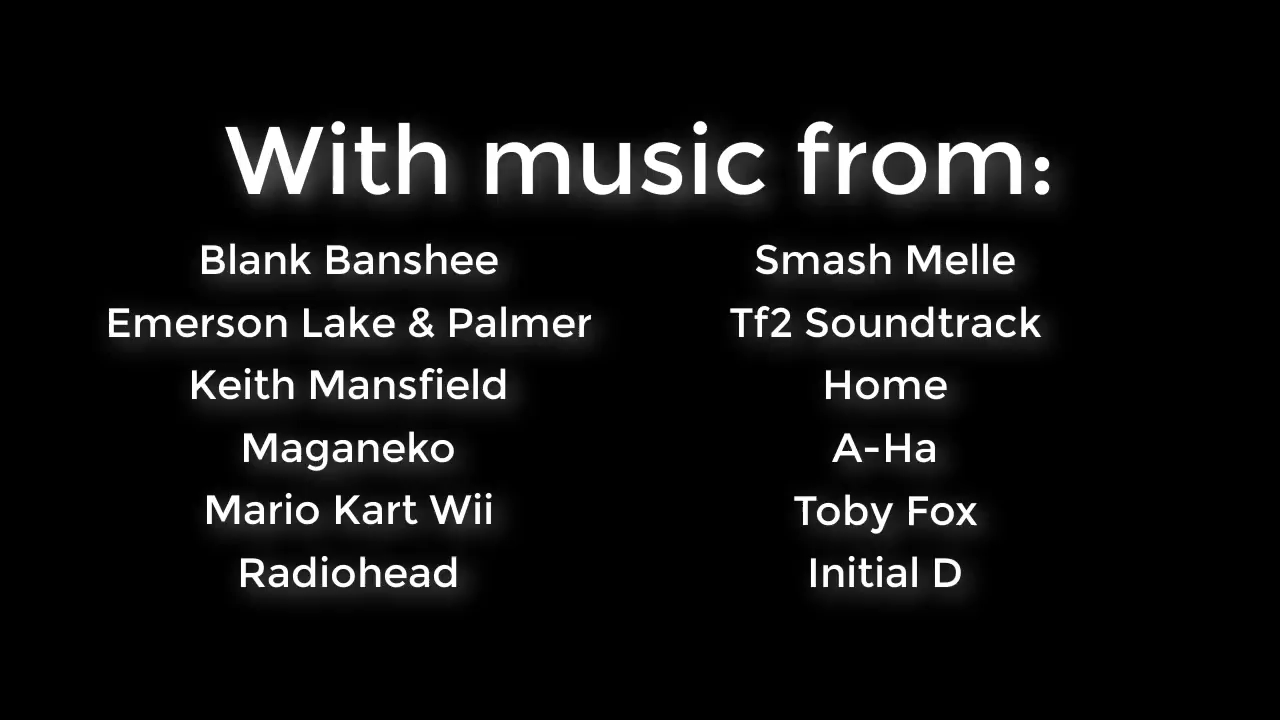 With music from:
Blank Banshee
Emerson Lake & Palmer
Keith Mansfield
Maganeko
Mario Kart Wii
Radiohead
Smash Melle
Tf2 Soundtrack
Home
A-Ha
Toby Fox
Initial D